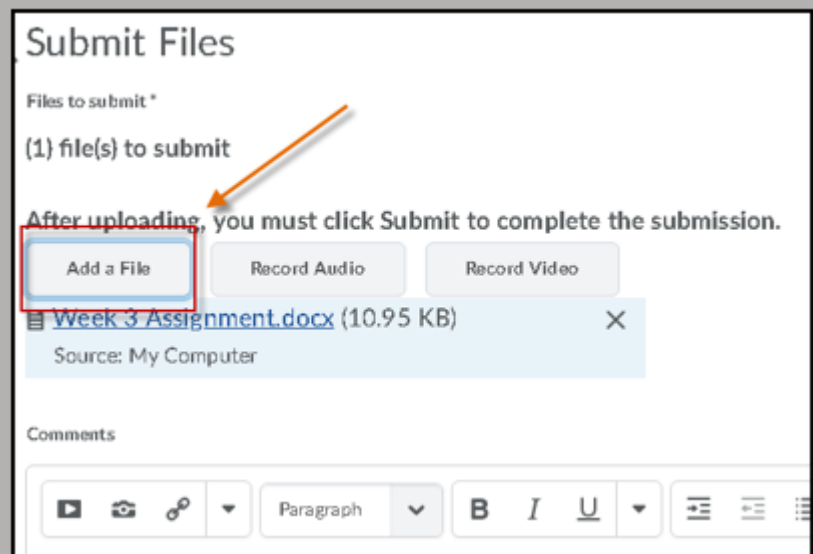 Submit Files
Files to submit *
(1) file(s) to submit
After uploading, you must click Submit to complete the submission.
Add a File Record Audio Record Video
Week 3 Assignment.docx (10.95 KB)
Source: My Computer
Comments
Paragraph B I U